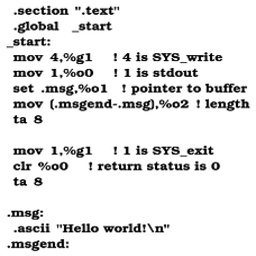 .section ".text"
.global _start
_start:
mov 4,%g1 ! 4 is SYS_write
mov 1,%o0 ! 1 is stdout
set .msg,%o1 ! pointer to buffer
mov (.msgend-.msg),%o2 ! length
ta 8
mov 1,%g1 ! 1 is SYS_exit
clr %o0 ! return status is 0
ta 8
.msg:
.ascii "Hello world!\n"
.msgend: